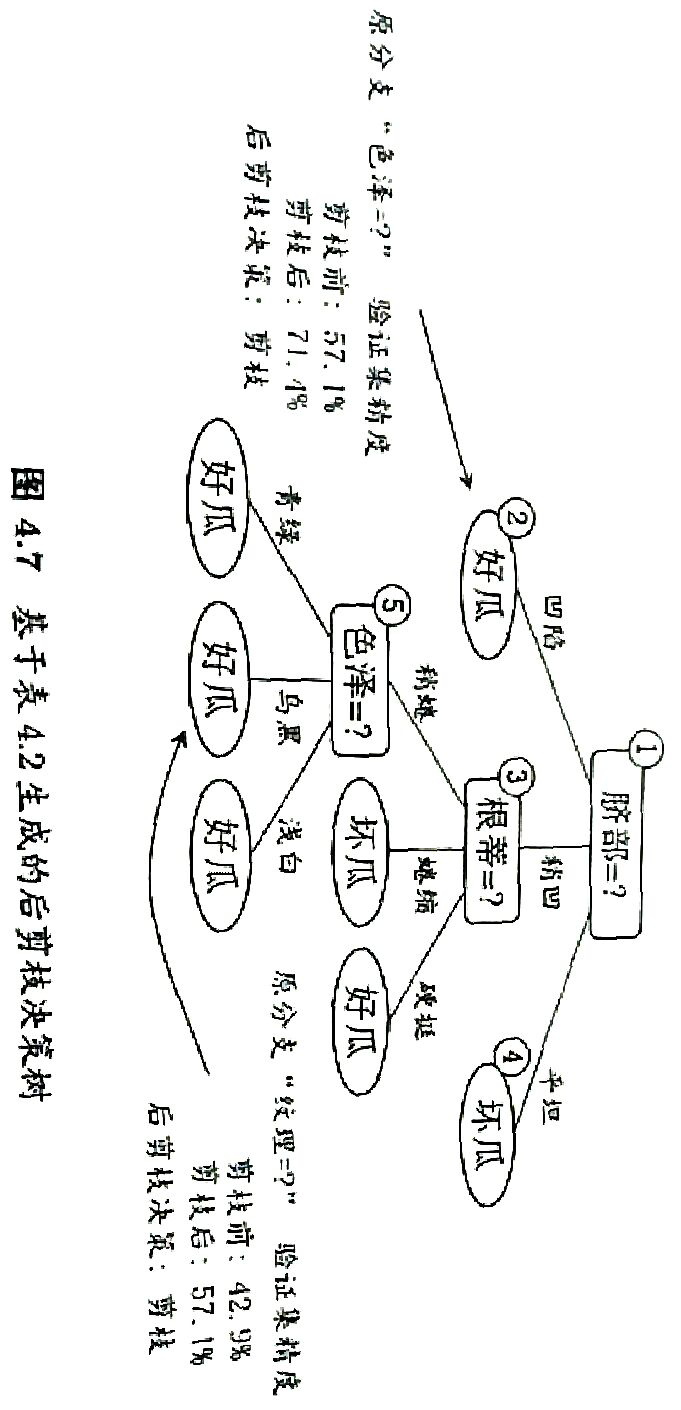 ①
脐部=?
凹陷
稍凹
平坦
②
好瓜
③
根蒂=?
④
坏瓜
原分支“色泽=?” 验证集精度
剪枝前: 57.1%
剪枝后: 71.4%
后剪枝决策: 剪枝
稍蜷
蜷缩
硬挺
⑤
色泽=?
坏瓜
好瓜
青绿
乌黑
浅白
好瓜
好瓜
好瓜
原分支“纹理=?” 验证集精度
剪枝前: 42.9%
剪枝后: 57.1%
后剪枝决策: 剪枝
图 4.7 基于表 4.2 生成的后剪枝决策树